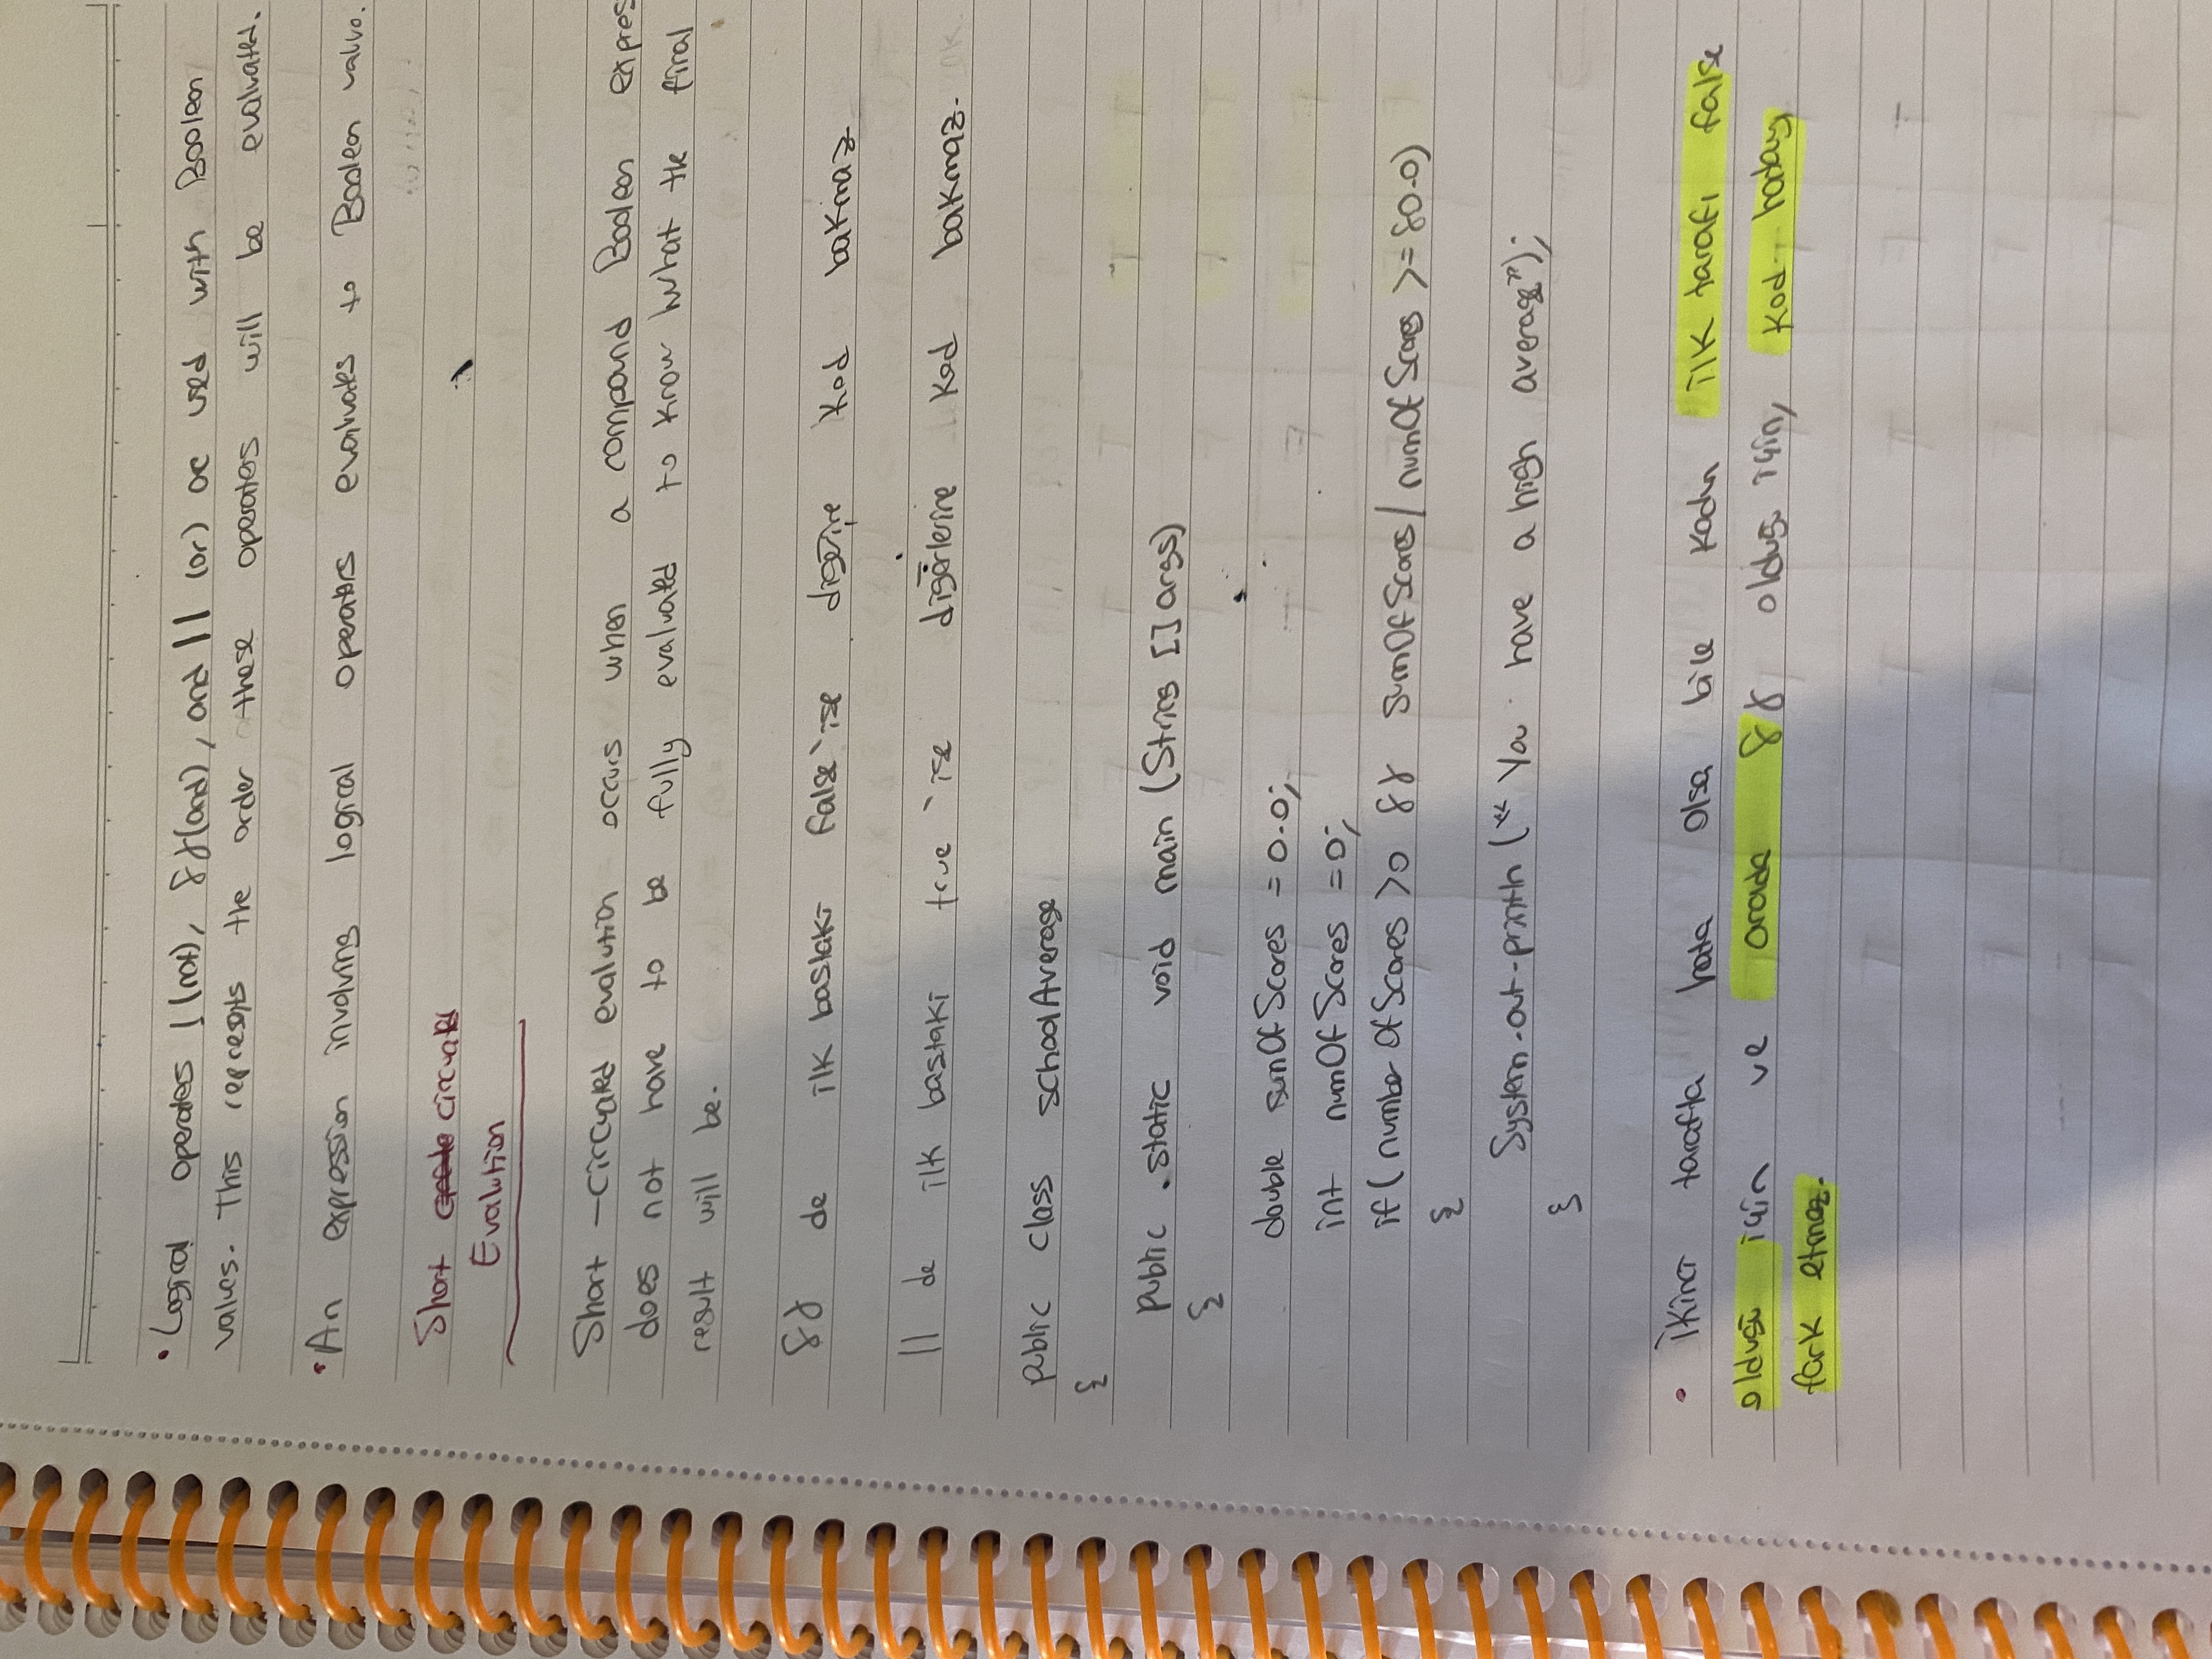 • Logical operators ! (not), && (and), and || (or) are used with Boolean
values. This represents the order these operators will be evaluated.
• An expression involving logical operators evaluates to Boolean value.
Short circuated
Evalution
Short-circuated evalution occurs when a compound Boolean expres
does not have to be fully evaluated to know what the final
result will be.
&& de ilk bastaki false ise diğerine kod bakmaz
|| de ilk bastaki true ise diğerlerine kod bakmaz.
public class schoolAverage
{
public static void main (String [] args)
{
double sumOfScores = 0.0;
int numOfScores = 0;
if ( numberOfScores >0 && sumOfScores / numOfScores >= 80.0)
{
System.out.println (" You have a high average");
}
• İkinci tarafta hata olsa bile kodun ilk tarafı false
olduğu için ve arada && olduğu için, kod hatayı
fark etmez.